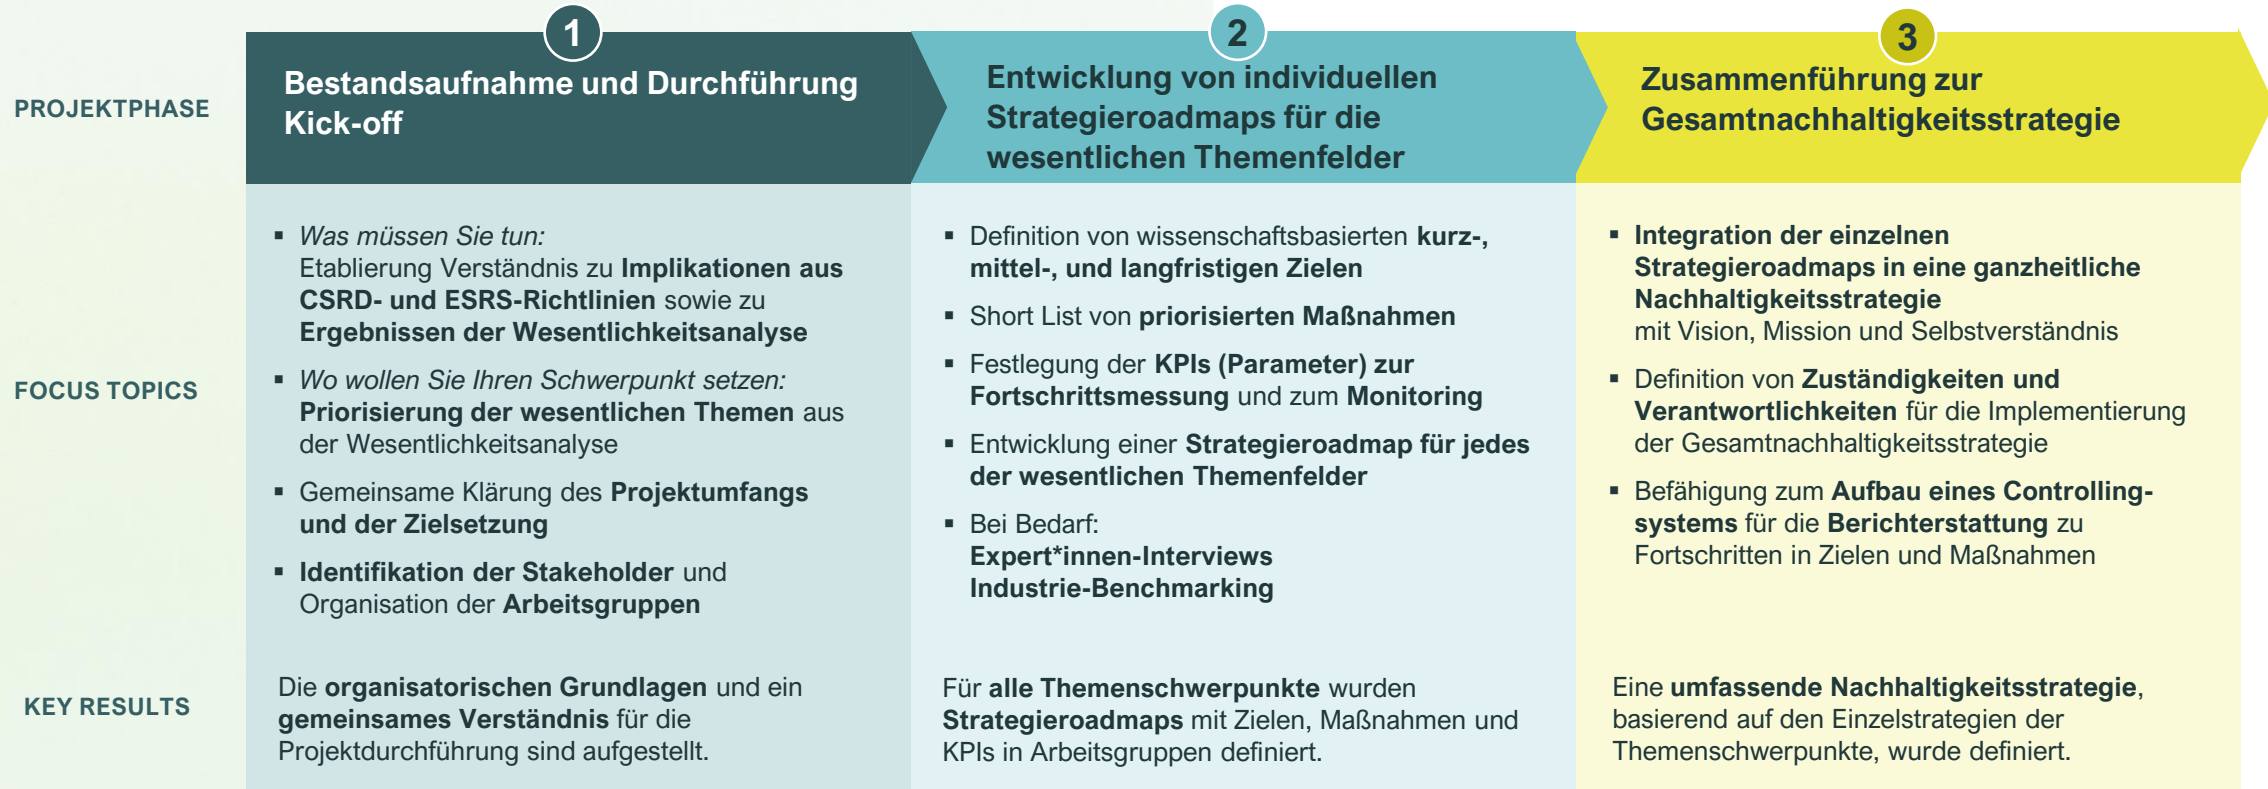 PROJEKTPHASE
1
Bestandsaufnahme und Durchführung
Kick-off
2
Entwicklung von individuellen
Strategieroadmaps für die
wesentlichen Themenfelder
3
Zusammenführung zur
Gesamtnachhaltigkeitsstrategie
FOCUS TOPICS
▪ Was müssen Sie tun:
Etablierung Verständnis zu Implikationen aus
CSRD- und ESRS-Richtlinien sowie zu
Ergebnissen der Wesentlichkeitsanalyse
▪ Wo wollen Sie Ihren Schwerpunkt setzen:
Priorisierung der wesentlichen Themen aus
der Wesentlichkeitsanalyse
▪ Gemeinsame Klärung des Projektumfangs
und der Zielsetzung
▪ Identifikation der Stakeholder und
Organisation der Arbeitsgruppen
▪ Definition von wissenschaftsbasierten kurz-,
mittel-, und langfristigen Zielen
▪ Short List von priorisierten Maßnahmen
▪ Festlegung der KPIs (Parameter) zur
Fortschrittsmessung und zum Monitoring
▪ Entwicklung einer Strategieroadmap für jedes
der wesentlichen Themenfelder
▪ Bei Bedarf:
Expert*innen-Interviews
Industrie-Benchmarking
▪ Integration der einzelnen
Strategieroadmaps in eine ganzheitliche
Nachhaltigkeitsstrategie
mit Vision, Mission und Selbstverständnis
▪ Definition von Zuständigkeiten und
Verantwortlichkeiten für die Implementierung
der Gesamtnachhaltigkeitsstrategie
▪ Befähigung zum Aufbau eines Controlling-
systems für die Berichterstattung zu
Fortschritten in Zielen und Maßnahmen
KEY RESULTS
Die organisatorischen Grundlagen und ein
gemeinsames Verständnis für die
Projektdurchführung sind aufgestellt.
Für alle Themenschwerpunkte wurden
Strategieroadmaps mit Zielen, Maßnahmen und
KPIs in Arbeitsgruppen definiert.
Eine umfassende Nachhaltigkeitsstrategie,
basierend auf den Einzelstrategien der
Themenschwerpunkte, wurde definiert.